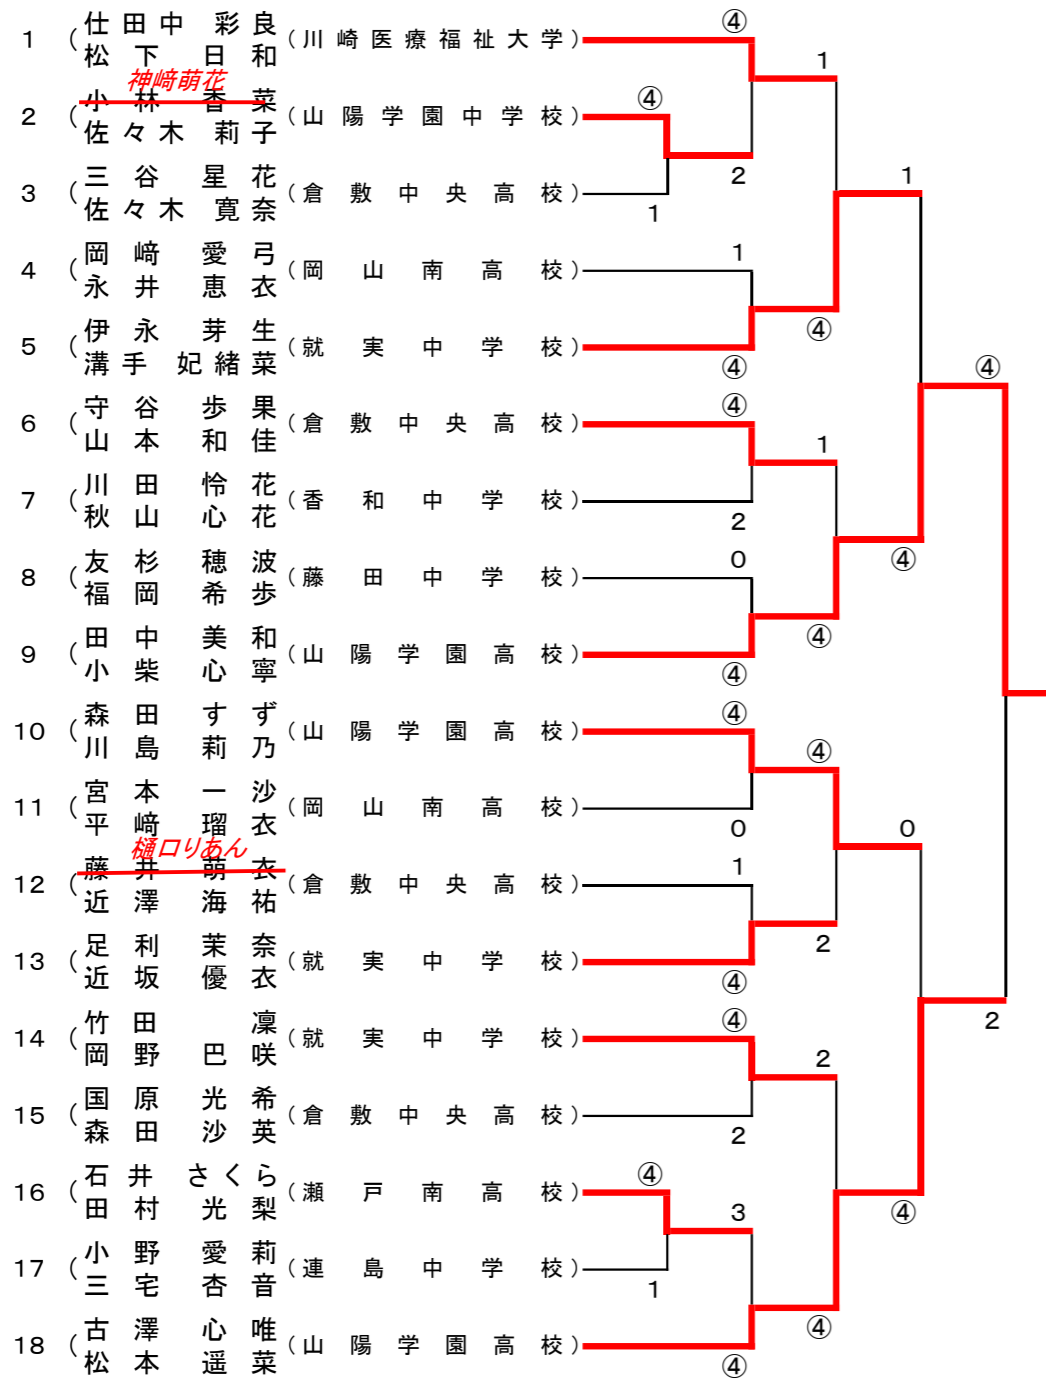 1 (仕田中 彩良 (川崎医療福祉大学) ④
松下 日和
1
神﨑萌花
小林 杏菜
2 (佐々木 莉子 (山陽学園中学校) ④
2
3 (三谷 星花 (倉敷中央高校) 1
佐々木 寛奈
1
4 (岡﨑 愛弓 (岡山南高校) 1
永井 恵衣
④
5 (伊永 芽生 (就実中学校) ④
溝手 妃緒菜
④
6 (守谷 歩果 (倉敷中央高校) ④
山本 和佳
1
7 (川田 怜花 (香和中学校) 2
秋山 心花
④
8 (友杉 穂波 (藤田中学校) 0
福岡 希歩
④
9 (田中 美和 (山陽学園高校) ④
小柴 心寧
10 (森田 すず (山陽学園高校) ④
川島 莉乃
④
11 (宮本 一沙 (岡山南高校) 0
平﨑 瑠衣
0
樋口りあん
藤井 萌衣
12 (近澤 海祐 (倉敷中央高校) 1
2
13 (足利 茉奈 (就実中学校) ④
近坂 優衣
2
14 (竹田 凜 (就実中学校) ④
岡野 巴咲
2
15 (国原 光希 (倉敷中央高校) 2
森田 沙英
16 (石井 さくら (瀬戸南高校) ④
田村 光梨
3
④
17 (小野 愛莉 (連島中学校) 1
三宅 杏音
④
18 (古澤 心唯 (山陽学園高校) ④
松本 遥菜